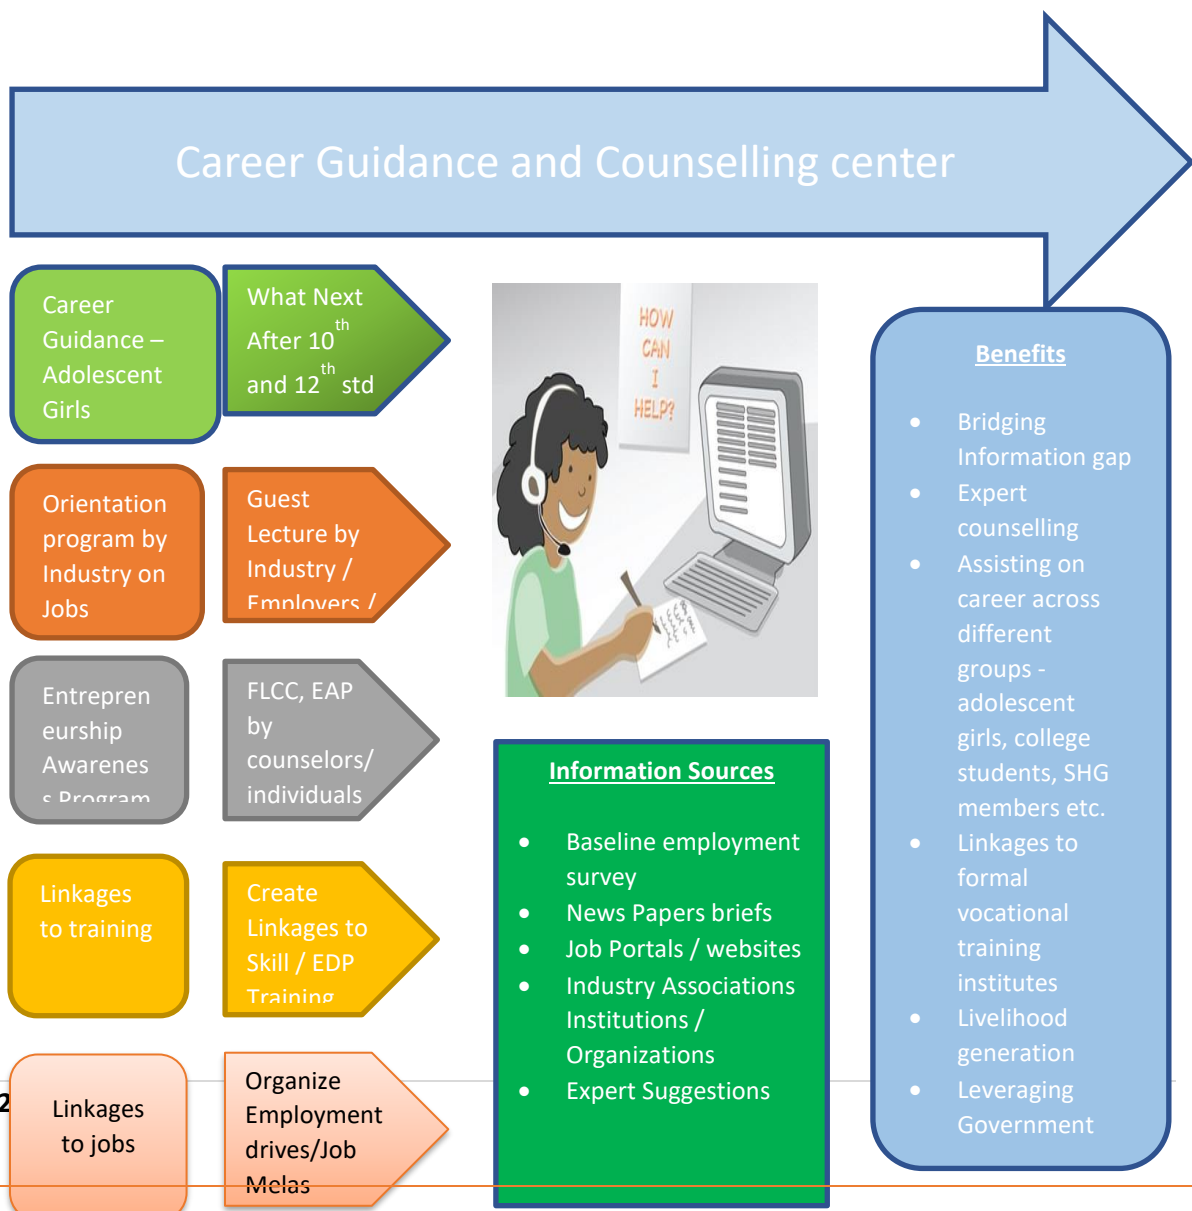 Career Guidance and Counselling center
Career
Guidance –
Adolescent
Girls
What Next
After 10th
and 12th std
Orientation
program by
Industry on
Jobs
Guest
Lecture by
Industry /
Employers /
Entrepren
eurship
Awarenes
s Program
FLCC, EAP
by
counselors/
individuals
Linkages
to training
Create
Linkages to
Skill / EDP
Training
2
Linkages
to jobs
Organize
Employment
drives/Job
Melas
HOW
CAN
I
HELP?
Information Sources
• Baseline employment
survey
• News Papers briefs
• Job Portals / websites
• Industry Associations
Institutions /
Organizations
• Expert Suggestions
Benefits
• Bridging
Information gap
• Expert
counselling
• Assisting on
career across
different
groups -
adolescent
girls, college
students, SHG
members etc.
• Linkages to
formal
vocational
training
institutes
• Livelihood
generation
• Leveraging
Government